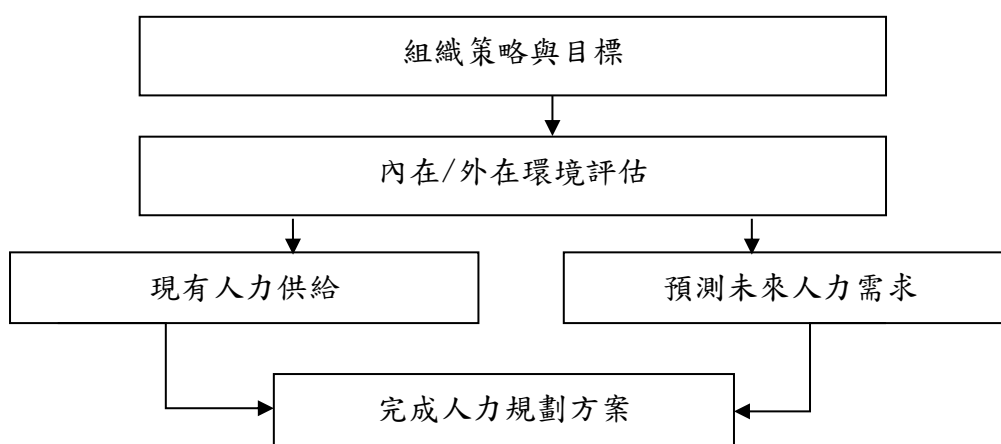 組織策略與目標
內在/外在環境評估
現有人力供給
預測未來人力需求
完成人力規劃方案